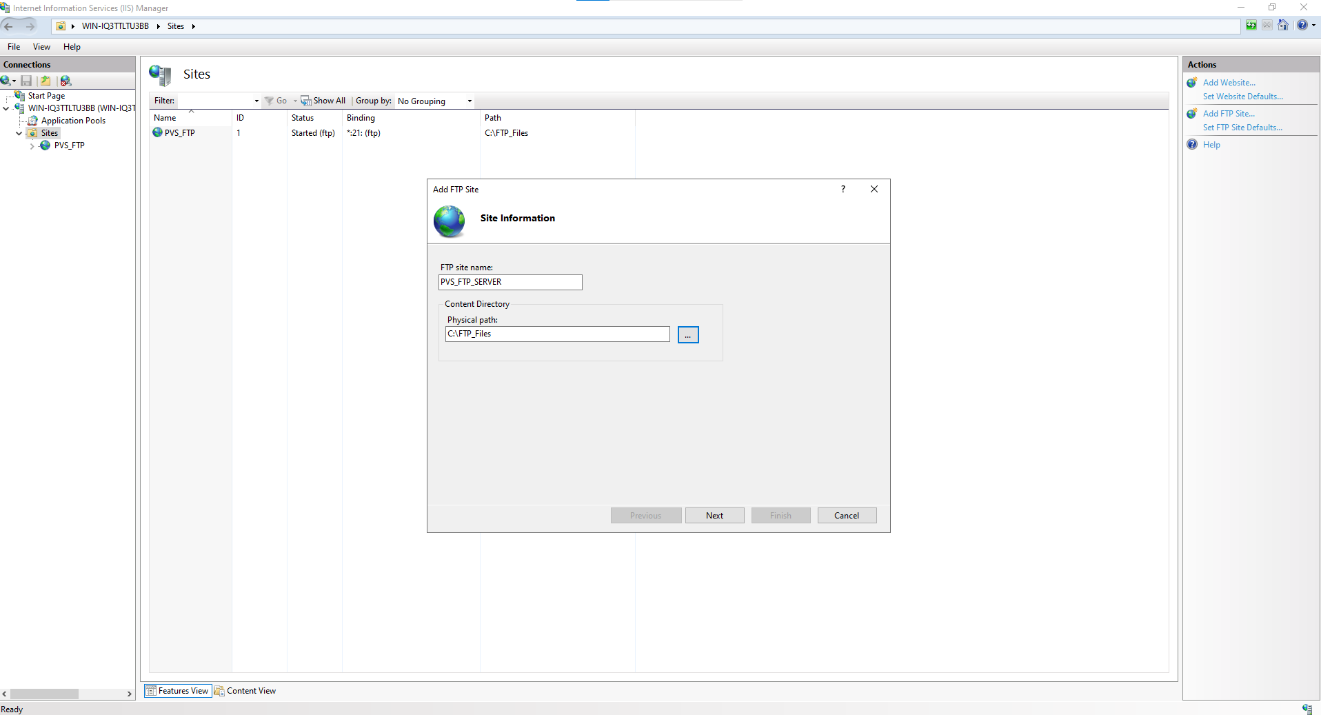 Internet Information Services (IIS) Manager
WIN-IQ3TTLTU3BB
Sites
File View Help
Connections
Start Page
WIN-IQ3TTLTU3BB (WIN-IQ3T
Application Pools
Sites
PVS_FTP
Sites
Filter: Go Show All Group by: No Grouping
Name ID Status Binding Path
PVS_FTP 1 Started (ftp) *:21: (ftp) C:\FTP_Files
Add FTP Site ?
Site Information
FTP site name:
PVS_FTP_SERVER
Content Directory
Physical path:
C:\FTP_Files ...
Previous Next Finish Cancel
Features View Content View
Actions
Add Website...
Set Website Defaults...
Add FTP Site...
Set FTP Site Defaults...
Help
Ready